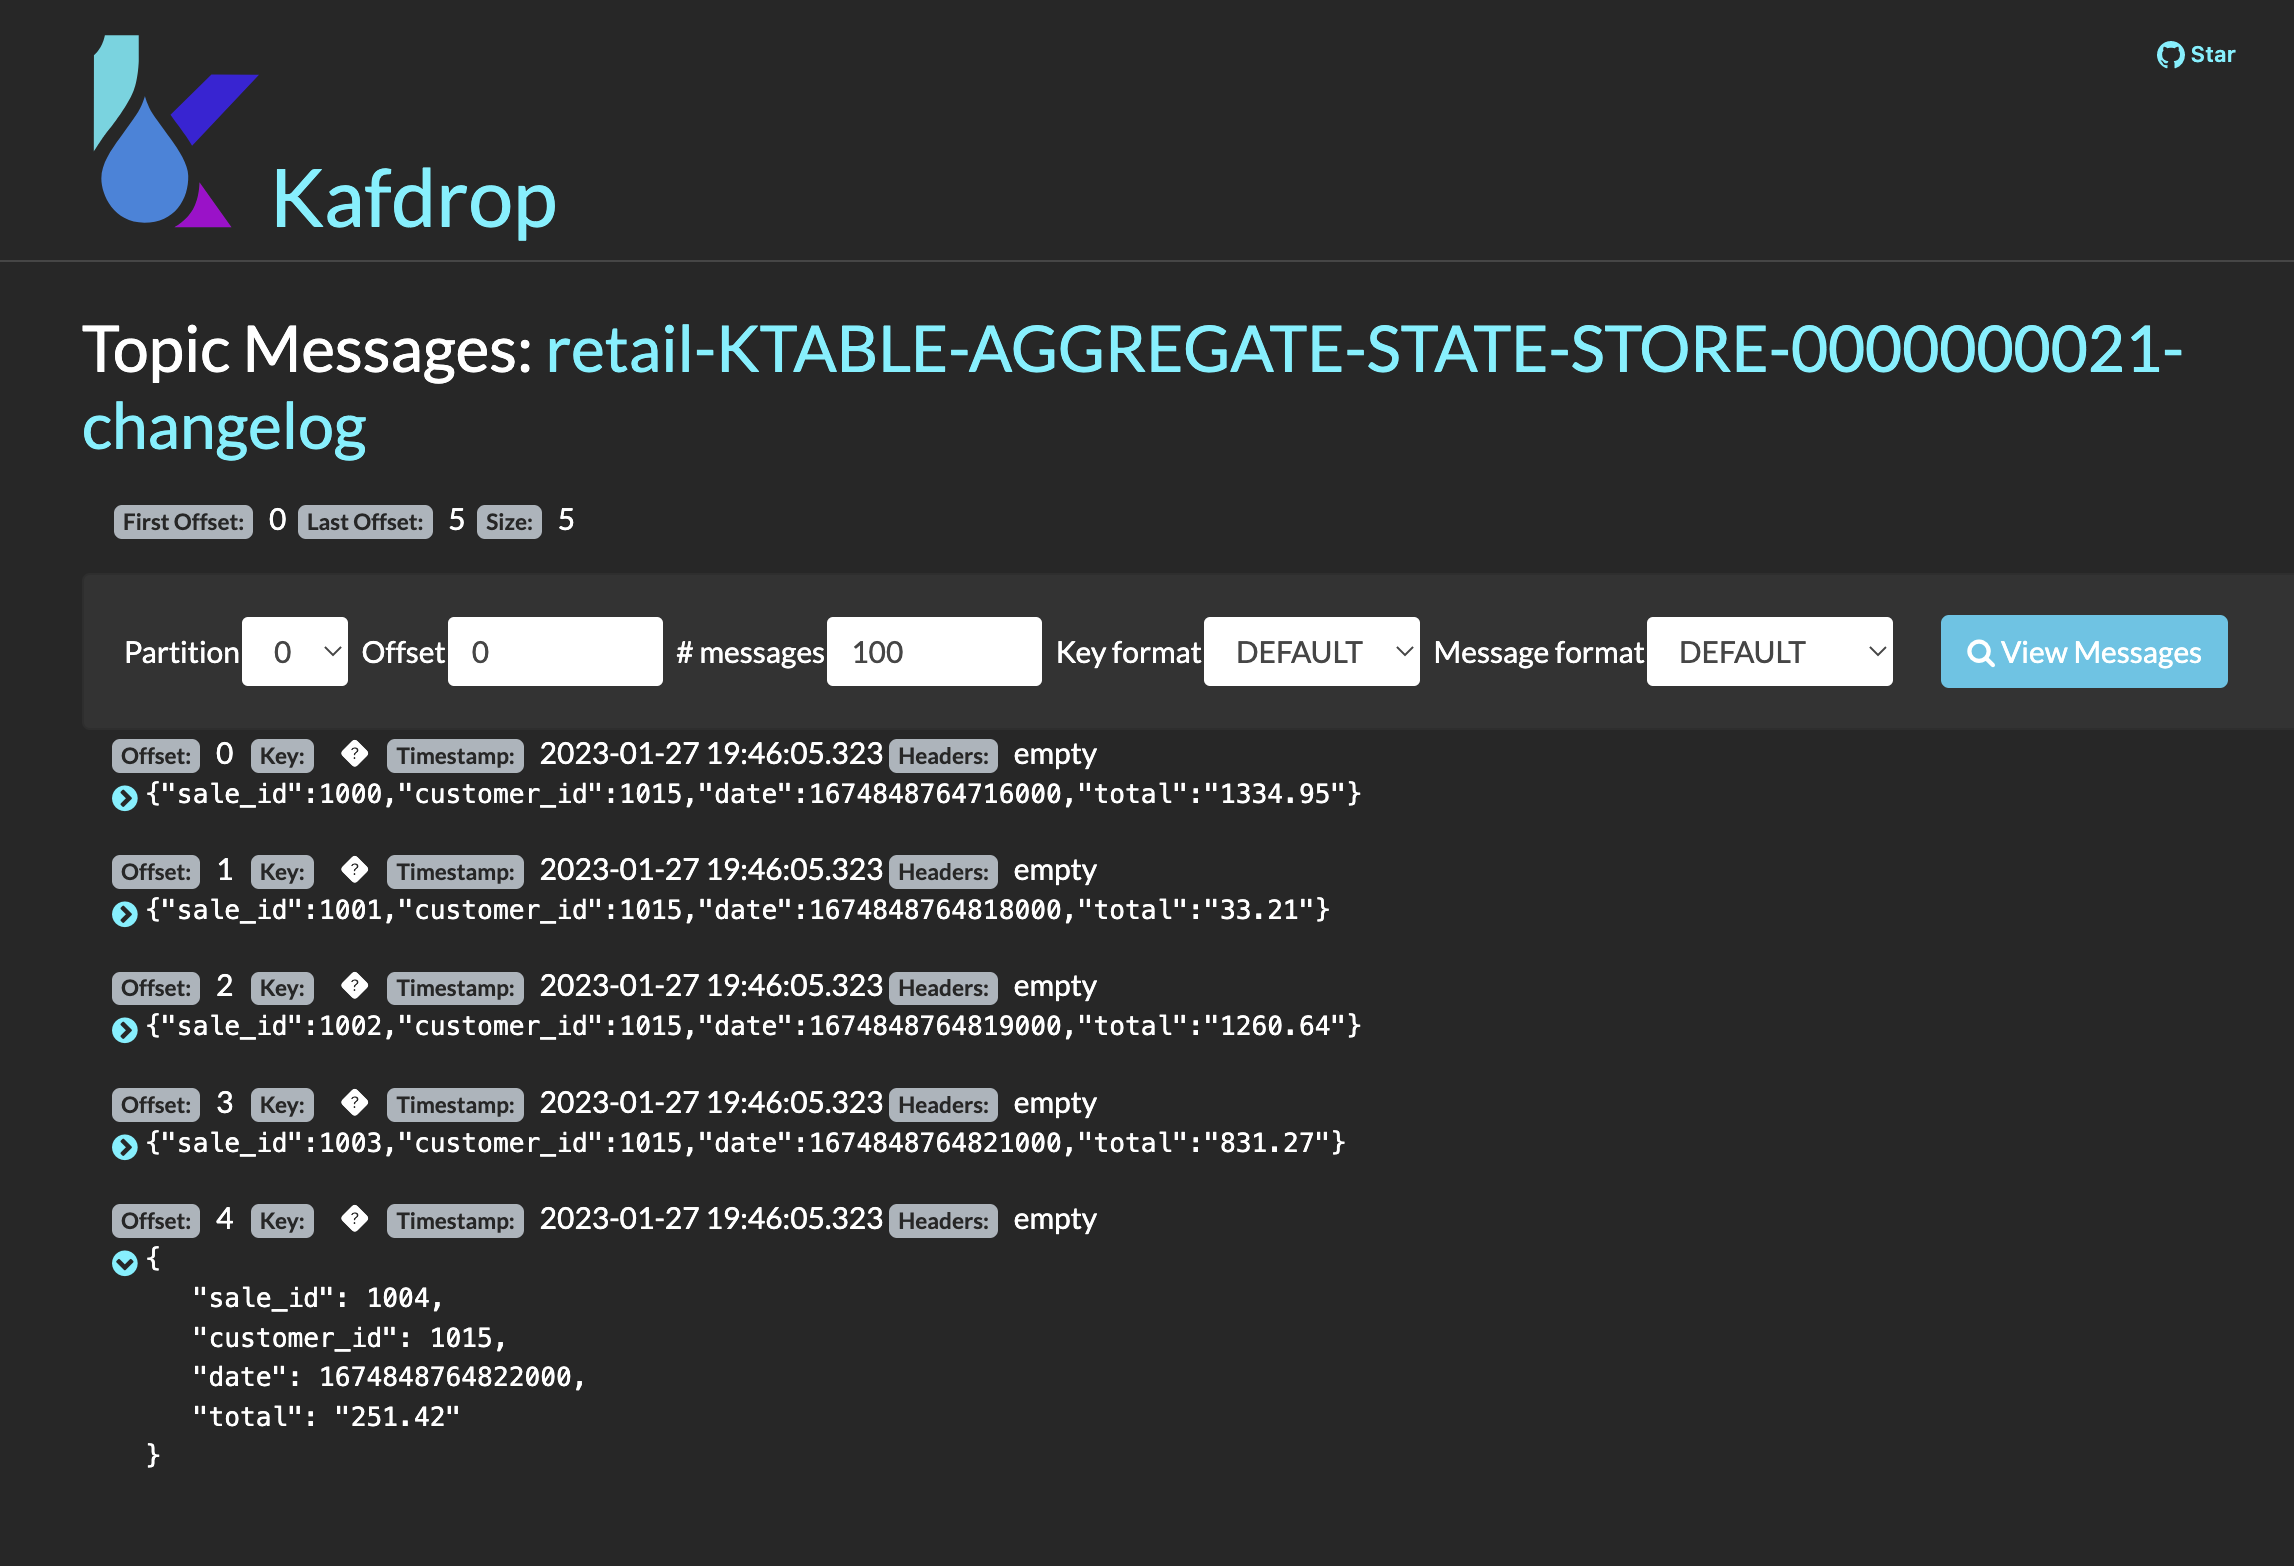 Star
Kafdrop
Topic Messages: retail-KTABLE-AGGREGATE-STATE-STORE-0000000021-
changelog
First Offset: 0 Last Offset: 5 Size: 5
Partition 0 Offset 0 # messages 100 Key format DEFAULT Message format DEFAULT View Messages
Offset: 0 Key: � Timestamp: 2023-01-27 19:46:05.323 Headers: empty
{"sale_id":1000,"customer_id":1015,"date":1674848764716000,"total":"1334.95"}
Offset: 1 Key: � Timestamp: 2023-01-27 19:46:05.323 Headers: empty
{"sale_id":1001,"customer_id":1015,"date":1674848764818000,"total":"33.21"}
Offset: 2 Key: � Timestamp: 2023-01-27 19:46:05.323 Headers: empty
{"sale_id":1002,"customer_id":1015,"date":1674848764819000,"total":"1260.64"}
Offset: 3 Key: � Timestamp: 2023-01-27 19:46:05.323 Headers: empty
{"sale_id":1003,"customer_id":1015,"date":1674848764821000,"total":"831.27"}
Offset: 4 Key: � Timestamp: 2023-01-27 19:46:05.323 Headers: empty
{
"sale_id": 1004,
"customer_id": 1015,
"date": 1674848764822000,
"total": "251.42"
}